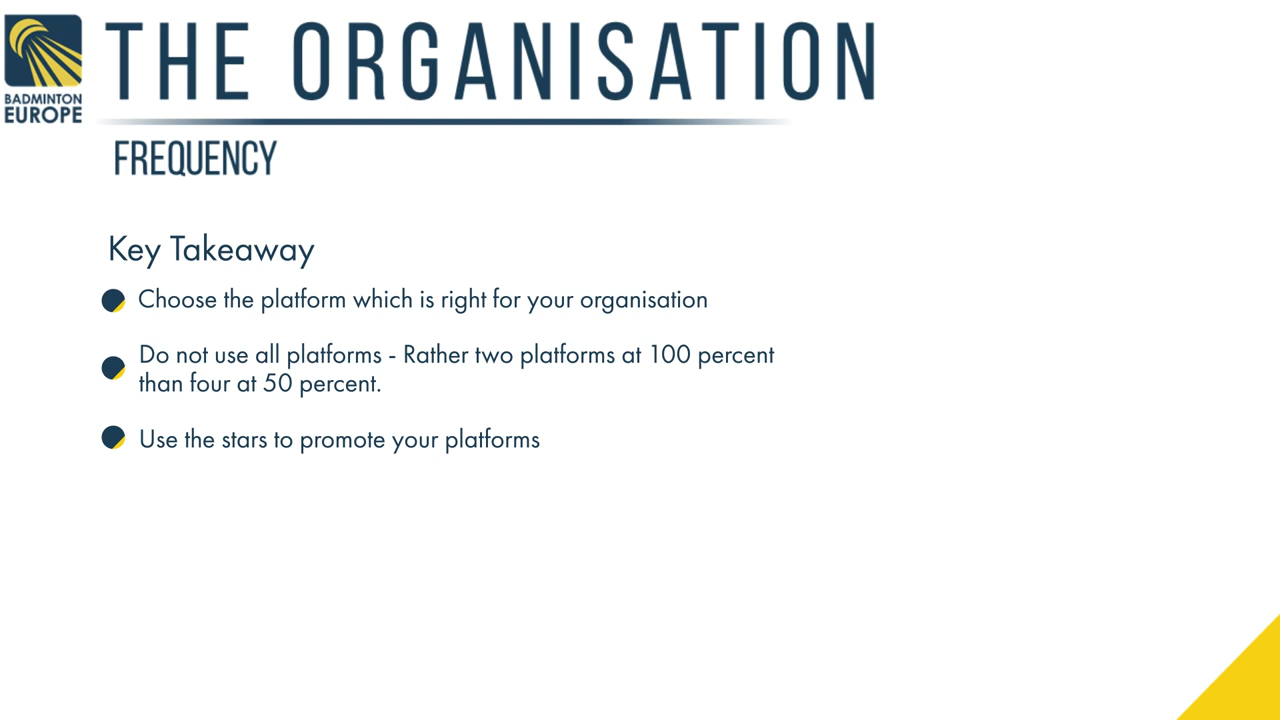 THE ORGANISATION
BADMINTON
EUROPE
FREQUENCY
Key Takeaway
Choose the platform which is right for your organisation
Do not use all platforms - Rather two platforms at 100 percent
than four at 50 percent.
Use the stars to promote your platforms